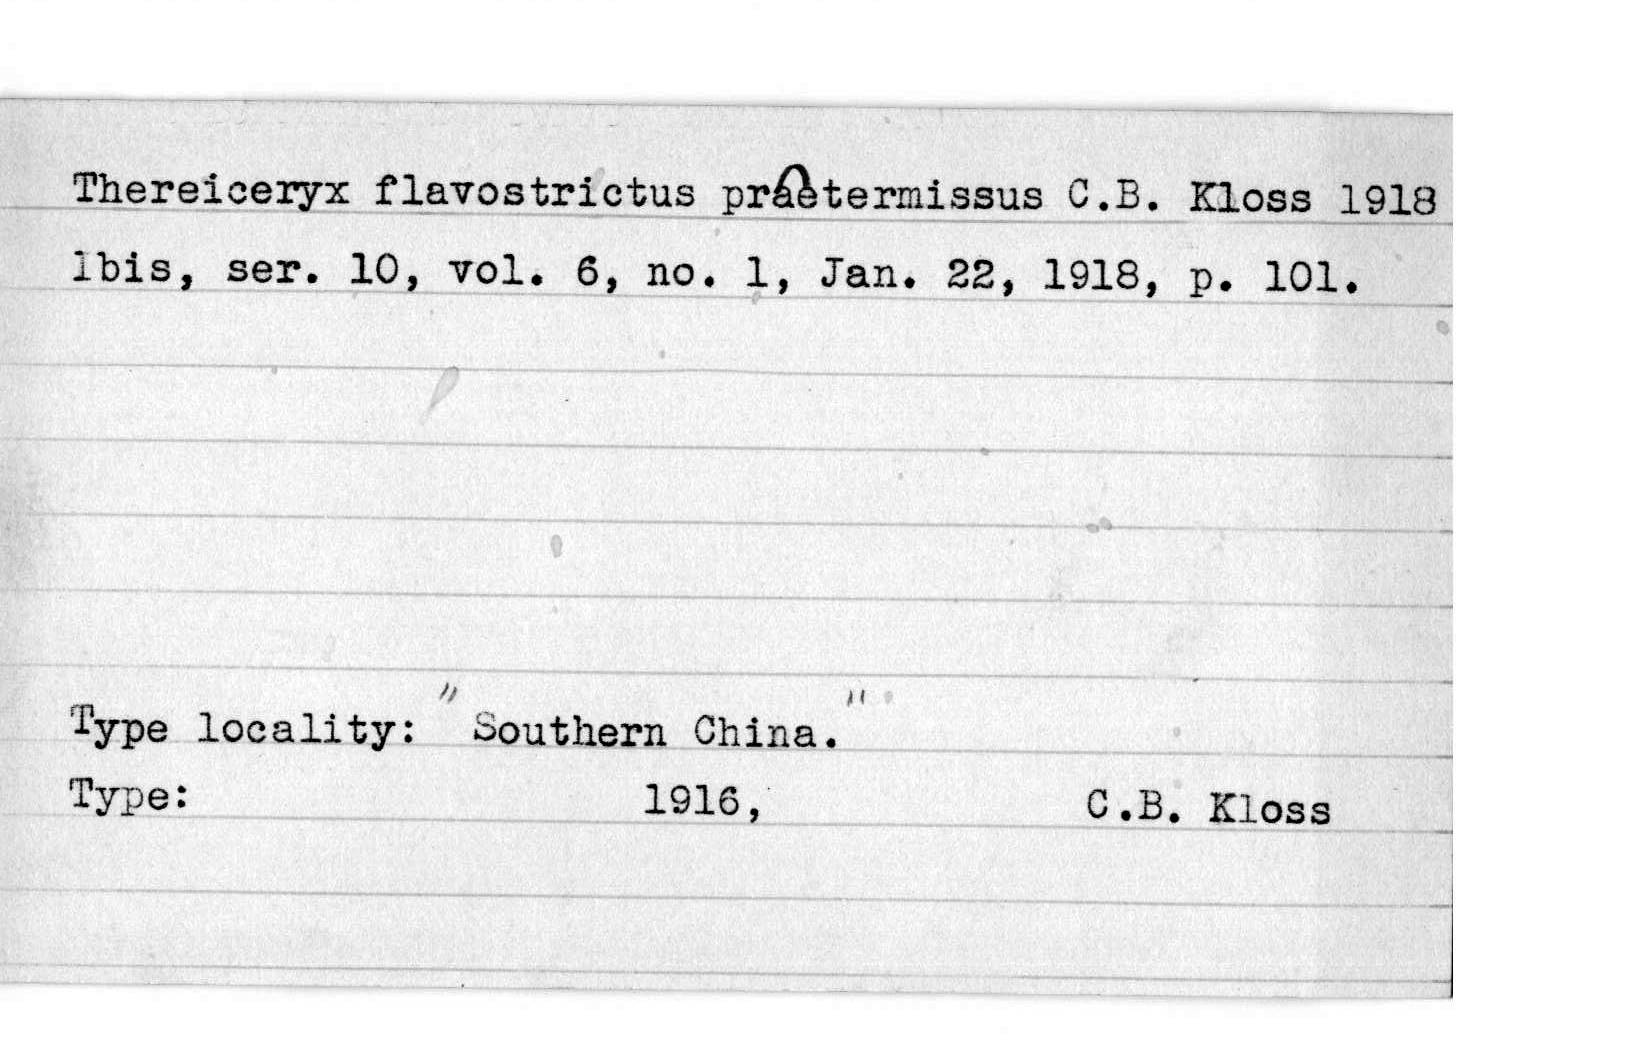 Thereiceryx flavostrictus praetermissus C.B. Kloss 1918
Ibis, ser. 10, vol. 6, no. 1, Jan. 22, 1918, p. 101.
Type locality: "Southern China."
Type: 1916, C.B. Kloss